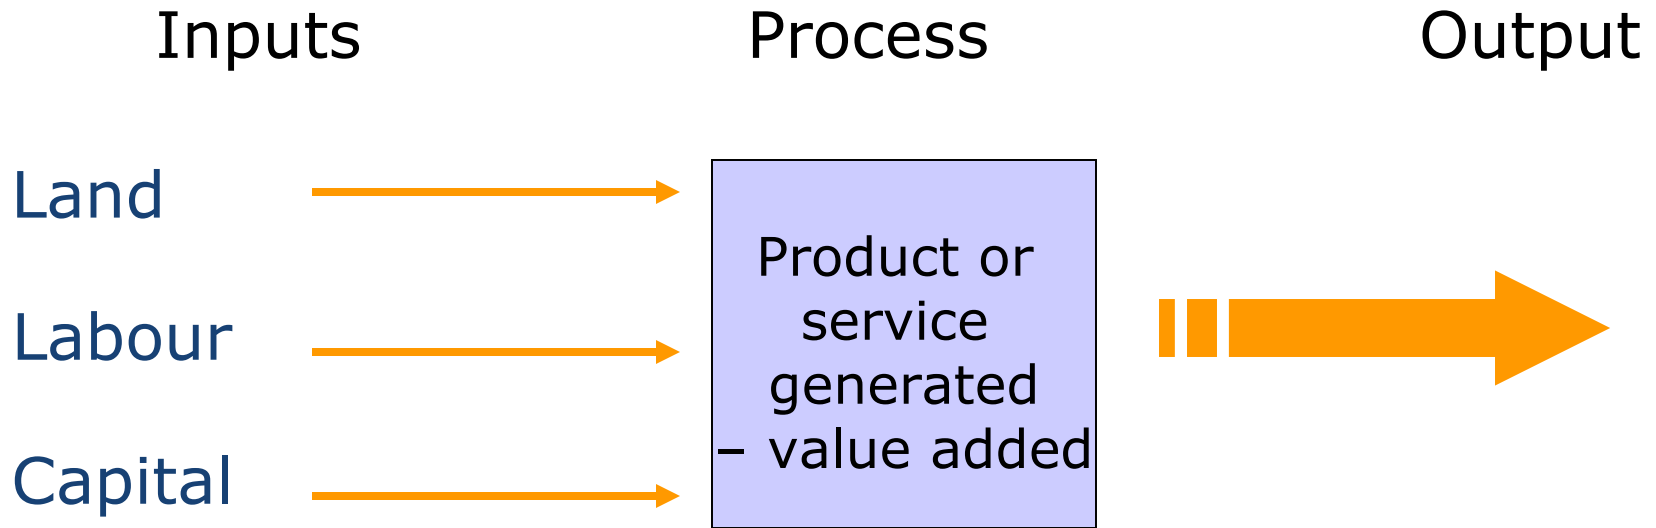 Inputs
Process
Output
Land
Labour
Capital
Product or
service
generated
– value added